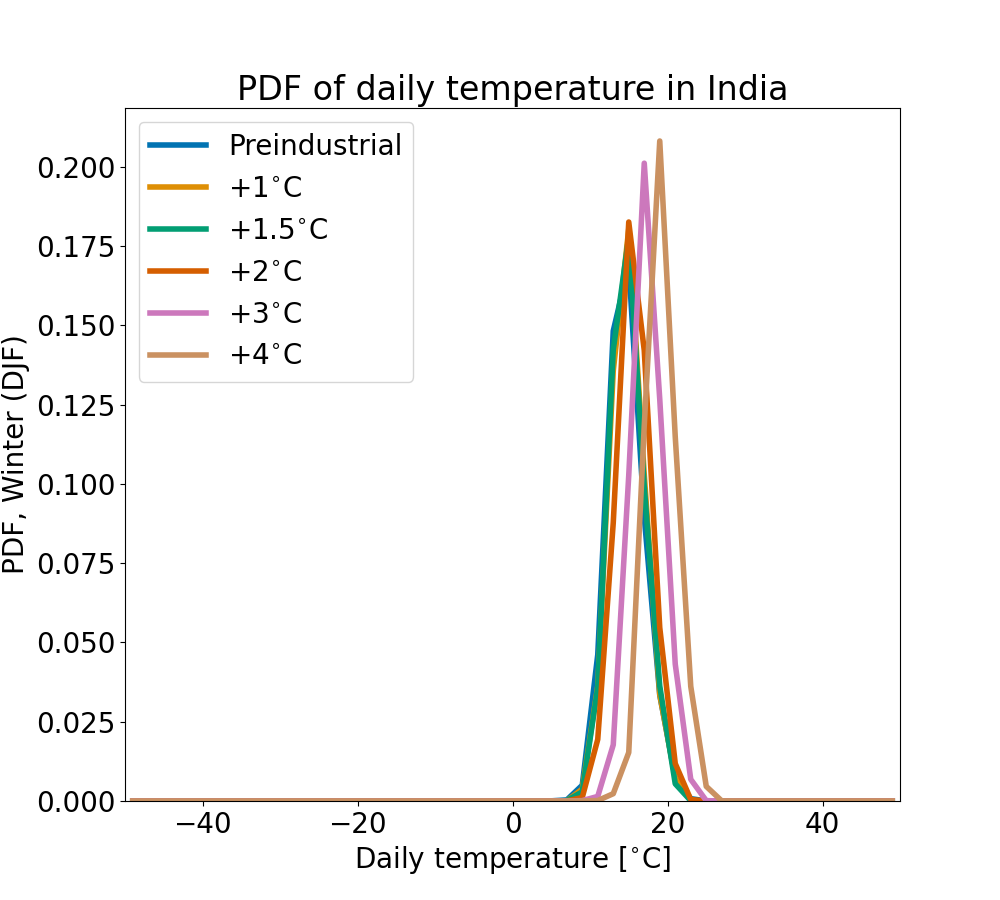 PDF of daily temperature in India
Preindustrial
+1°C
+1.5°C
+2°C
+3°C
+4°C
0.200
0.175
0.150
0.125
0.100
0.075
0.050
0.025
0.000
PDF, Winter (DJF)
−40
−20
0
20
40
Daily temperature [°C]